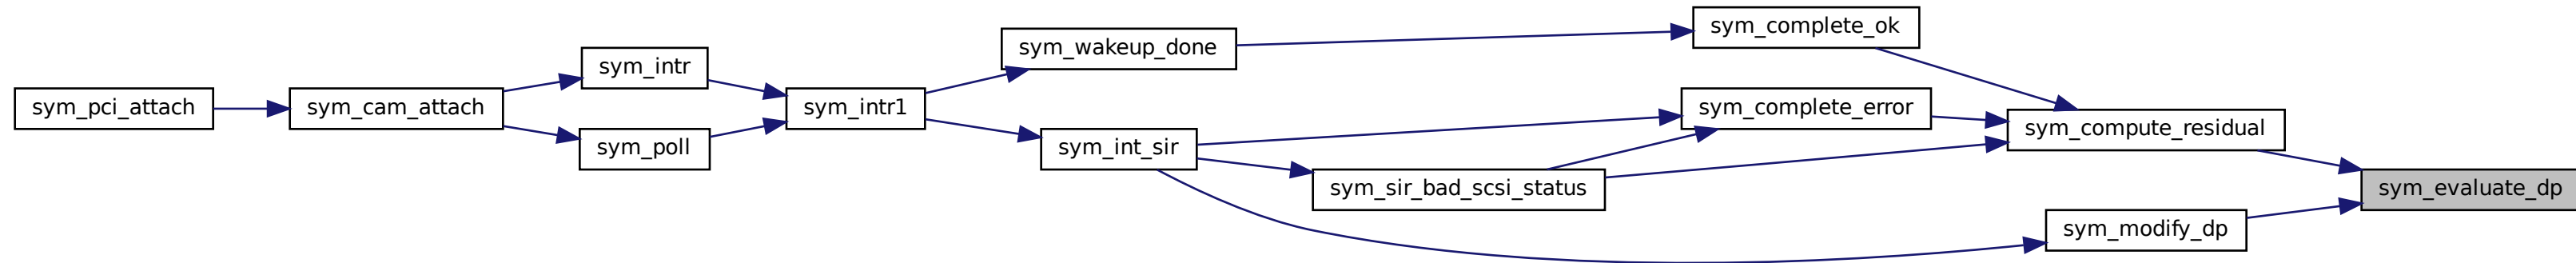 sym_pci_attach
sym_cam_attach
sym_intr
sym_poll
sym_intr1
sym_wakeup_done
sym_int_sir
sym_sir_bad_scsi_status
sym_complete_ok
sym_complete_error
sym_compute_residual
sym_modify_dp
sym_evaluate_dp